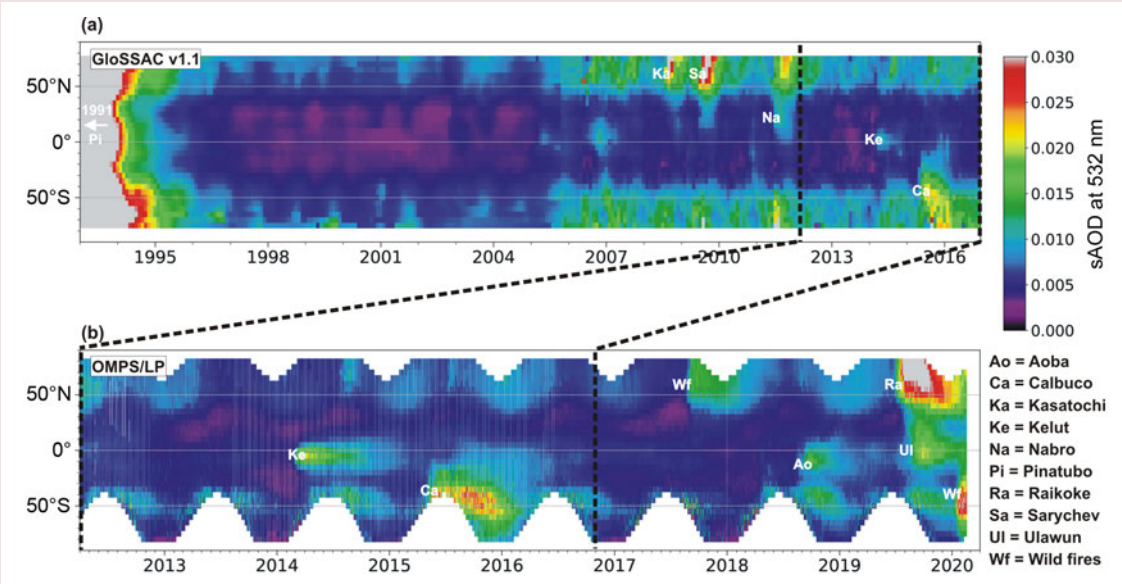 (a)
GloSSAC v1.1
50°N
0°
50°S
1991
Pi
Ka
Sa
Na
Ke
Ca
1995
1998
2001
2004
2007
2010
2013
2016
0.030
0.025
0.020
0.015
0.010
0.005
0.000
sAOD at 532 nm
(b)
OMPS/LP
50°N
0°
50°S
Ke
Ca
Wf
Ao
Ra
Ul
Wf
2013
2014
2015
2016
2017
2018
2019
2020
Ao = Aoba
Ca = Calbuco
Ka = Kasatochi
Ke = Kelut
Na = Nabro
Pi = Pinatubo
Ra = Raikoke
Sa = Sarychev
Ul = Ulawun
Wf = Wild fires